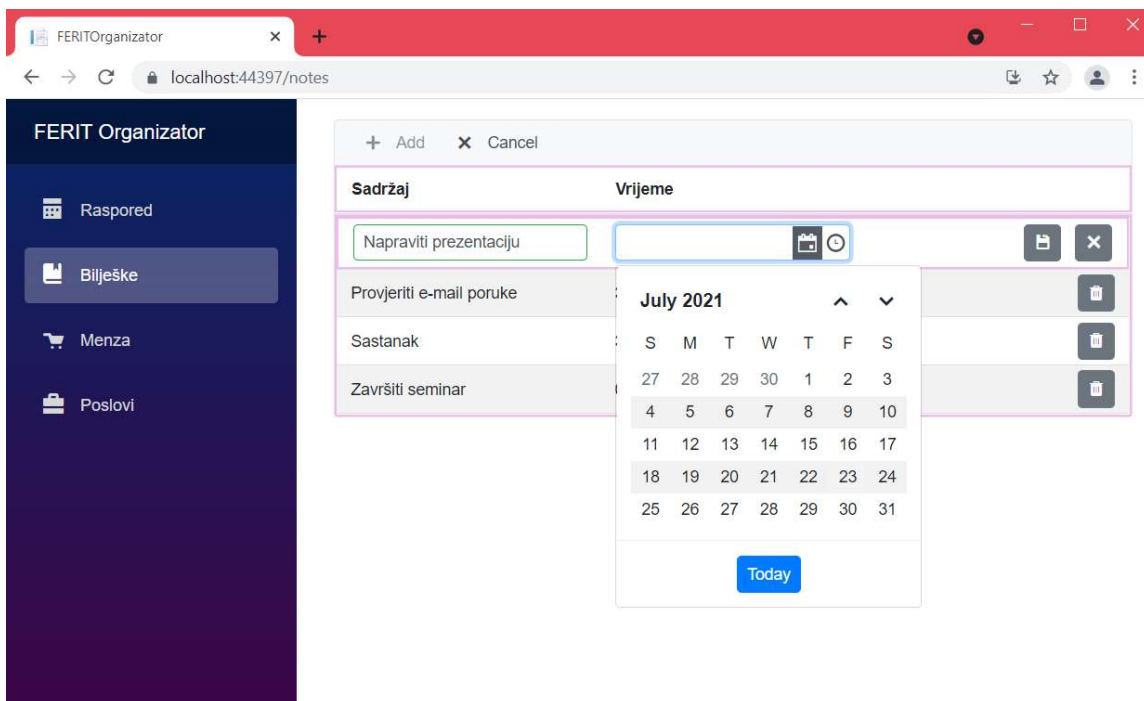 FERITOrganizator
localhost:44397/notes
FERIT Organizator
Raspored
Bilješke
Menza
Poslovi
Add Cancel
Sadržaj Vrijeme
Napraviti prezentaciju
Provjeriti e-mail poruke
Sastanak
Završiti seminar
July 2021
S M T W T F S
27 28 29 30 1 2 3
4 5 6 7 8 9 10
11 12 13 14 15 16 17
18 19 20 21 22 23 24
25 26 27 28 29 30 31
Today